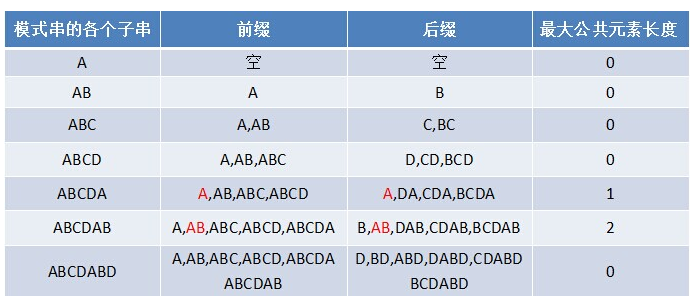 模式串的各个子串 前缀 后缀 最大公共元素长度
A 空 空 0
AB A B 0
ABC A,AB C,BC 0
ABCD A,AB,ABC D,CD,BCD 0
ABCDA A,AB,ABC,ABCD A,DA,CDA,BCDA 1
ABCDAB A,AB,ABC,ABCD,ABCDA B,AB,DAB,CDAB,BCDAB 2
ABCDABD A,AB,ABC,ABCD,ABCDA D,BD,ABD,DABD,CDABD 0
ABCDAB BCDABD